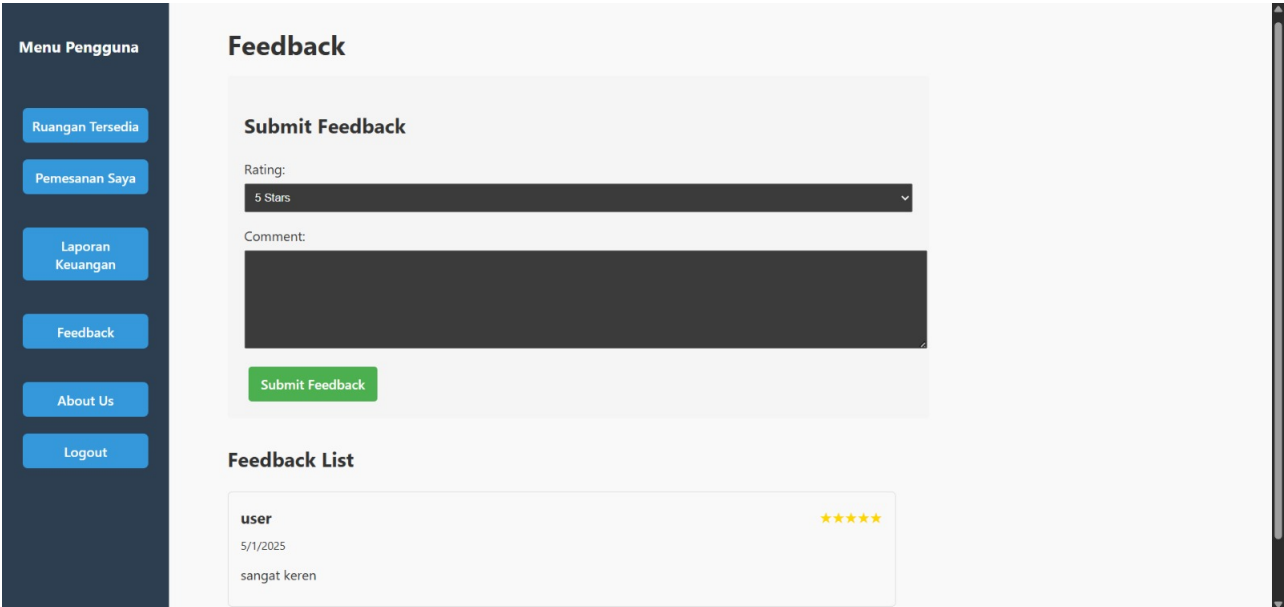 Menu Pengguna
Ruangan Tersedia
Pemesanan Saya
Laporan
Keuangan
Feedback
About Us
Logout
Feedback
Submit Feedback
Rating:
5 Stars
Comment:
Submit Feedback
Feedback List
user
★★★★★
5/1/2025
sangat keren